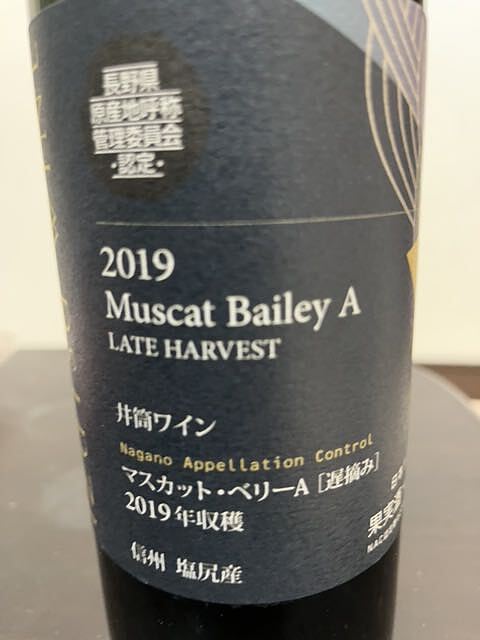 長野県
原産地呼称
管理委員会
・認定・
2019
Muscat Bailey A
LATE HARVEST
井筒ワイン
Nagano Appellation Control
マスカット・ベリーA［遅摘み］
2019年収穫
信州 塩尻産
果実